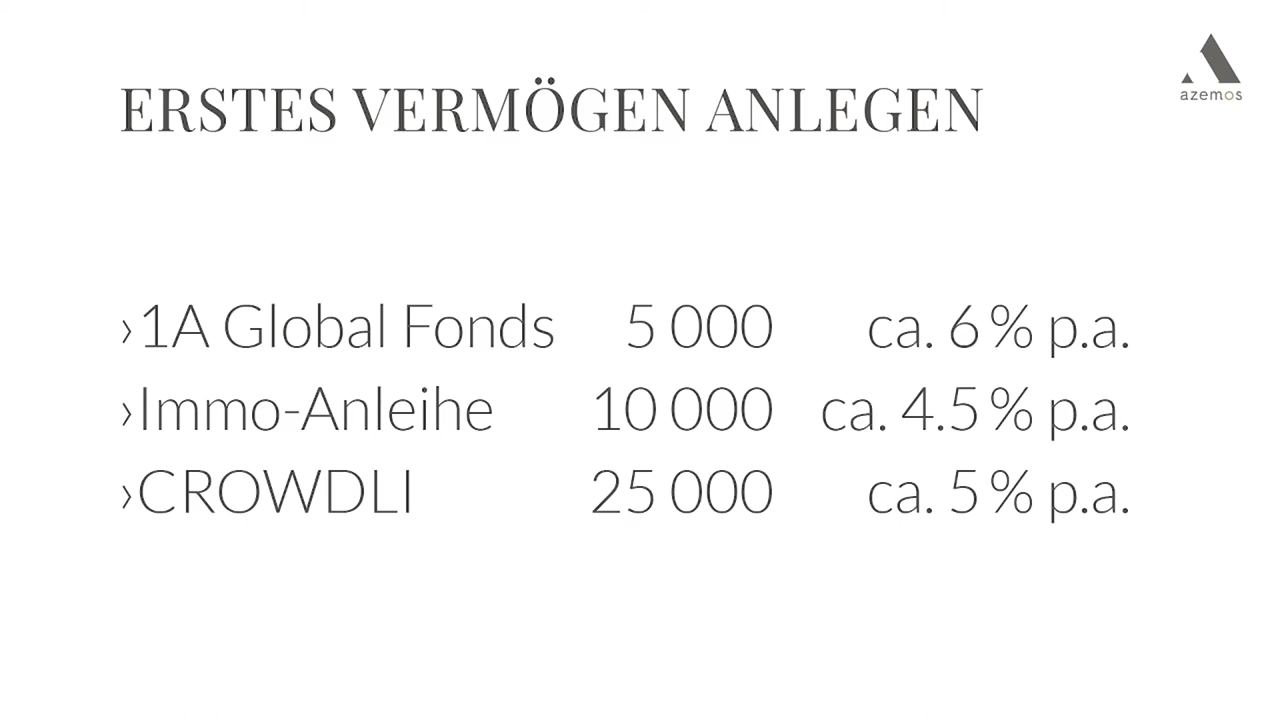 azemos
ERSTES VERMÖGEN ANLEGEN
›1A Global Fonds 5 000 ca. 6 % p.a.
›Immo-Anleihe 10 000 ca. 4.5 % p.a.
›CROWDLI 25 000 ca. 5 % p.a.